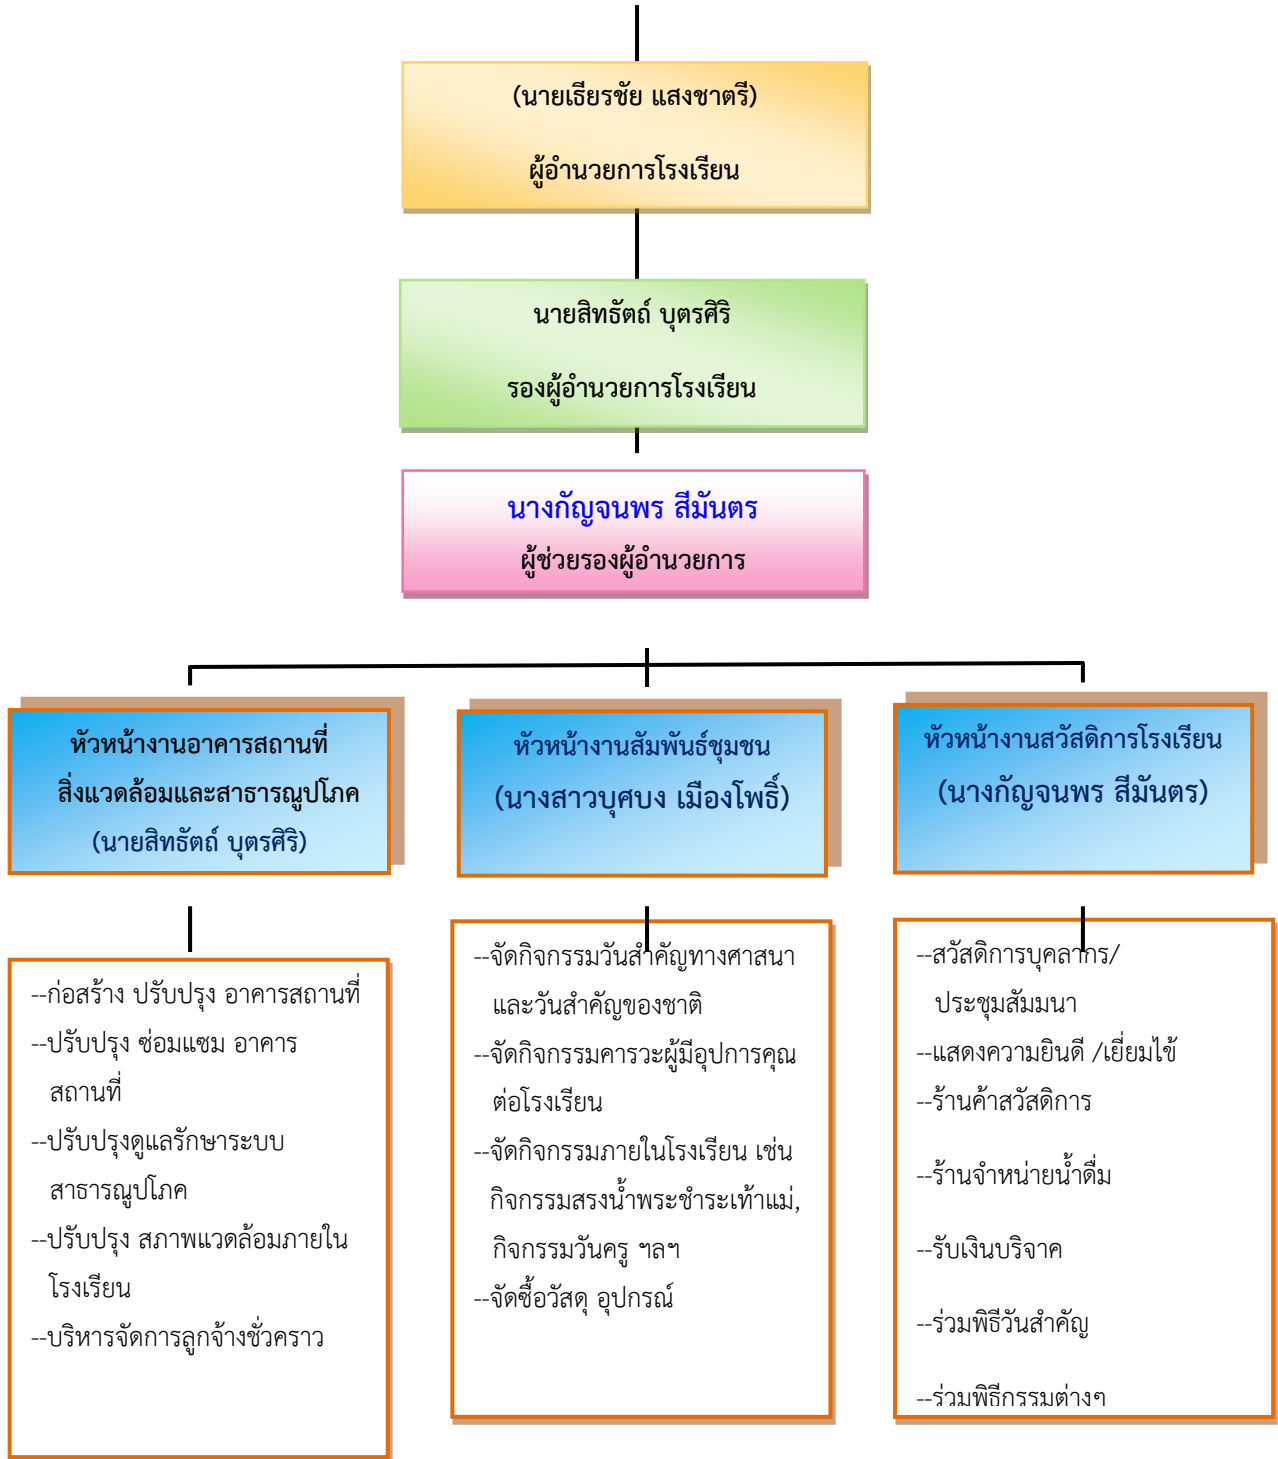 (นายเธียรชัย แสงชาตรี)
ผู้อำนวยการโรงเรียน
นายสิทธัตถ์ บุตรศิริ
รองผู้อำนวยการโรงเรียน
นางกัญจนพร สีมันตร
ผู้ช่วยรองผู้อำนวยการ
หัวหน้างานอาคารสถานที่
สิ่งแวดล้อมและสาธารณูปโภค
(นายสิทธัตถ์ บุตรศิริ)
หัวหน้างานสัมพันธ์ชุมชน
(นางสาวบุศบง เมืองโพธิ์)
หัวหน้างานสวัสดิการโรงเรียน
(นางกัญจนพร สีมันตร)
--ก่อสร้าง ปรับปรุง อาคารสถานที่
--ปรับปรุง ซ่อมแซม อาคาร
สถานที่
--ปรับปรุงดูแลรักษาระบบ
สาธารณูปโภค
--ปรับปรุง สภาพแวดล้อมภายใน
โรงเรียน
--บริหารจัดการลูกจ้างชั่วคราว
--จัดกิจกรรมวันสำคัญทางศาสนา
และวันสำคัญของชาติ
--จัดกิจกรรมคารวะผู้มีอุปการคุณ
ต่อโรงเรียน
--จัดกิจกรรมภายในโรงเรียน เช่น
กิจกรรมสรงน้ำพระชำระเท้าแม่,
กิจกรรมวันครู ฯลฯ
--จัดซื้อวัสดุ อุปกรณ์
--สวัสดิการบุคลากร/
ประชุมสัมมนา
--แสดงความยินดี /เยี่ยมไข้
--ร้านค้าสวัสดิการ
--ร้านจำหน่ายน้ำดื่ม
--รับเงินบริจาค
--ร่วมพิธีวันสำคัญ
--ร่วมพิธีกรรมต่างๆ